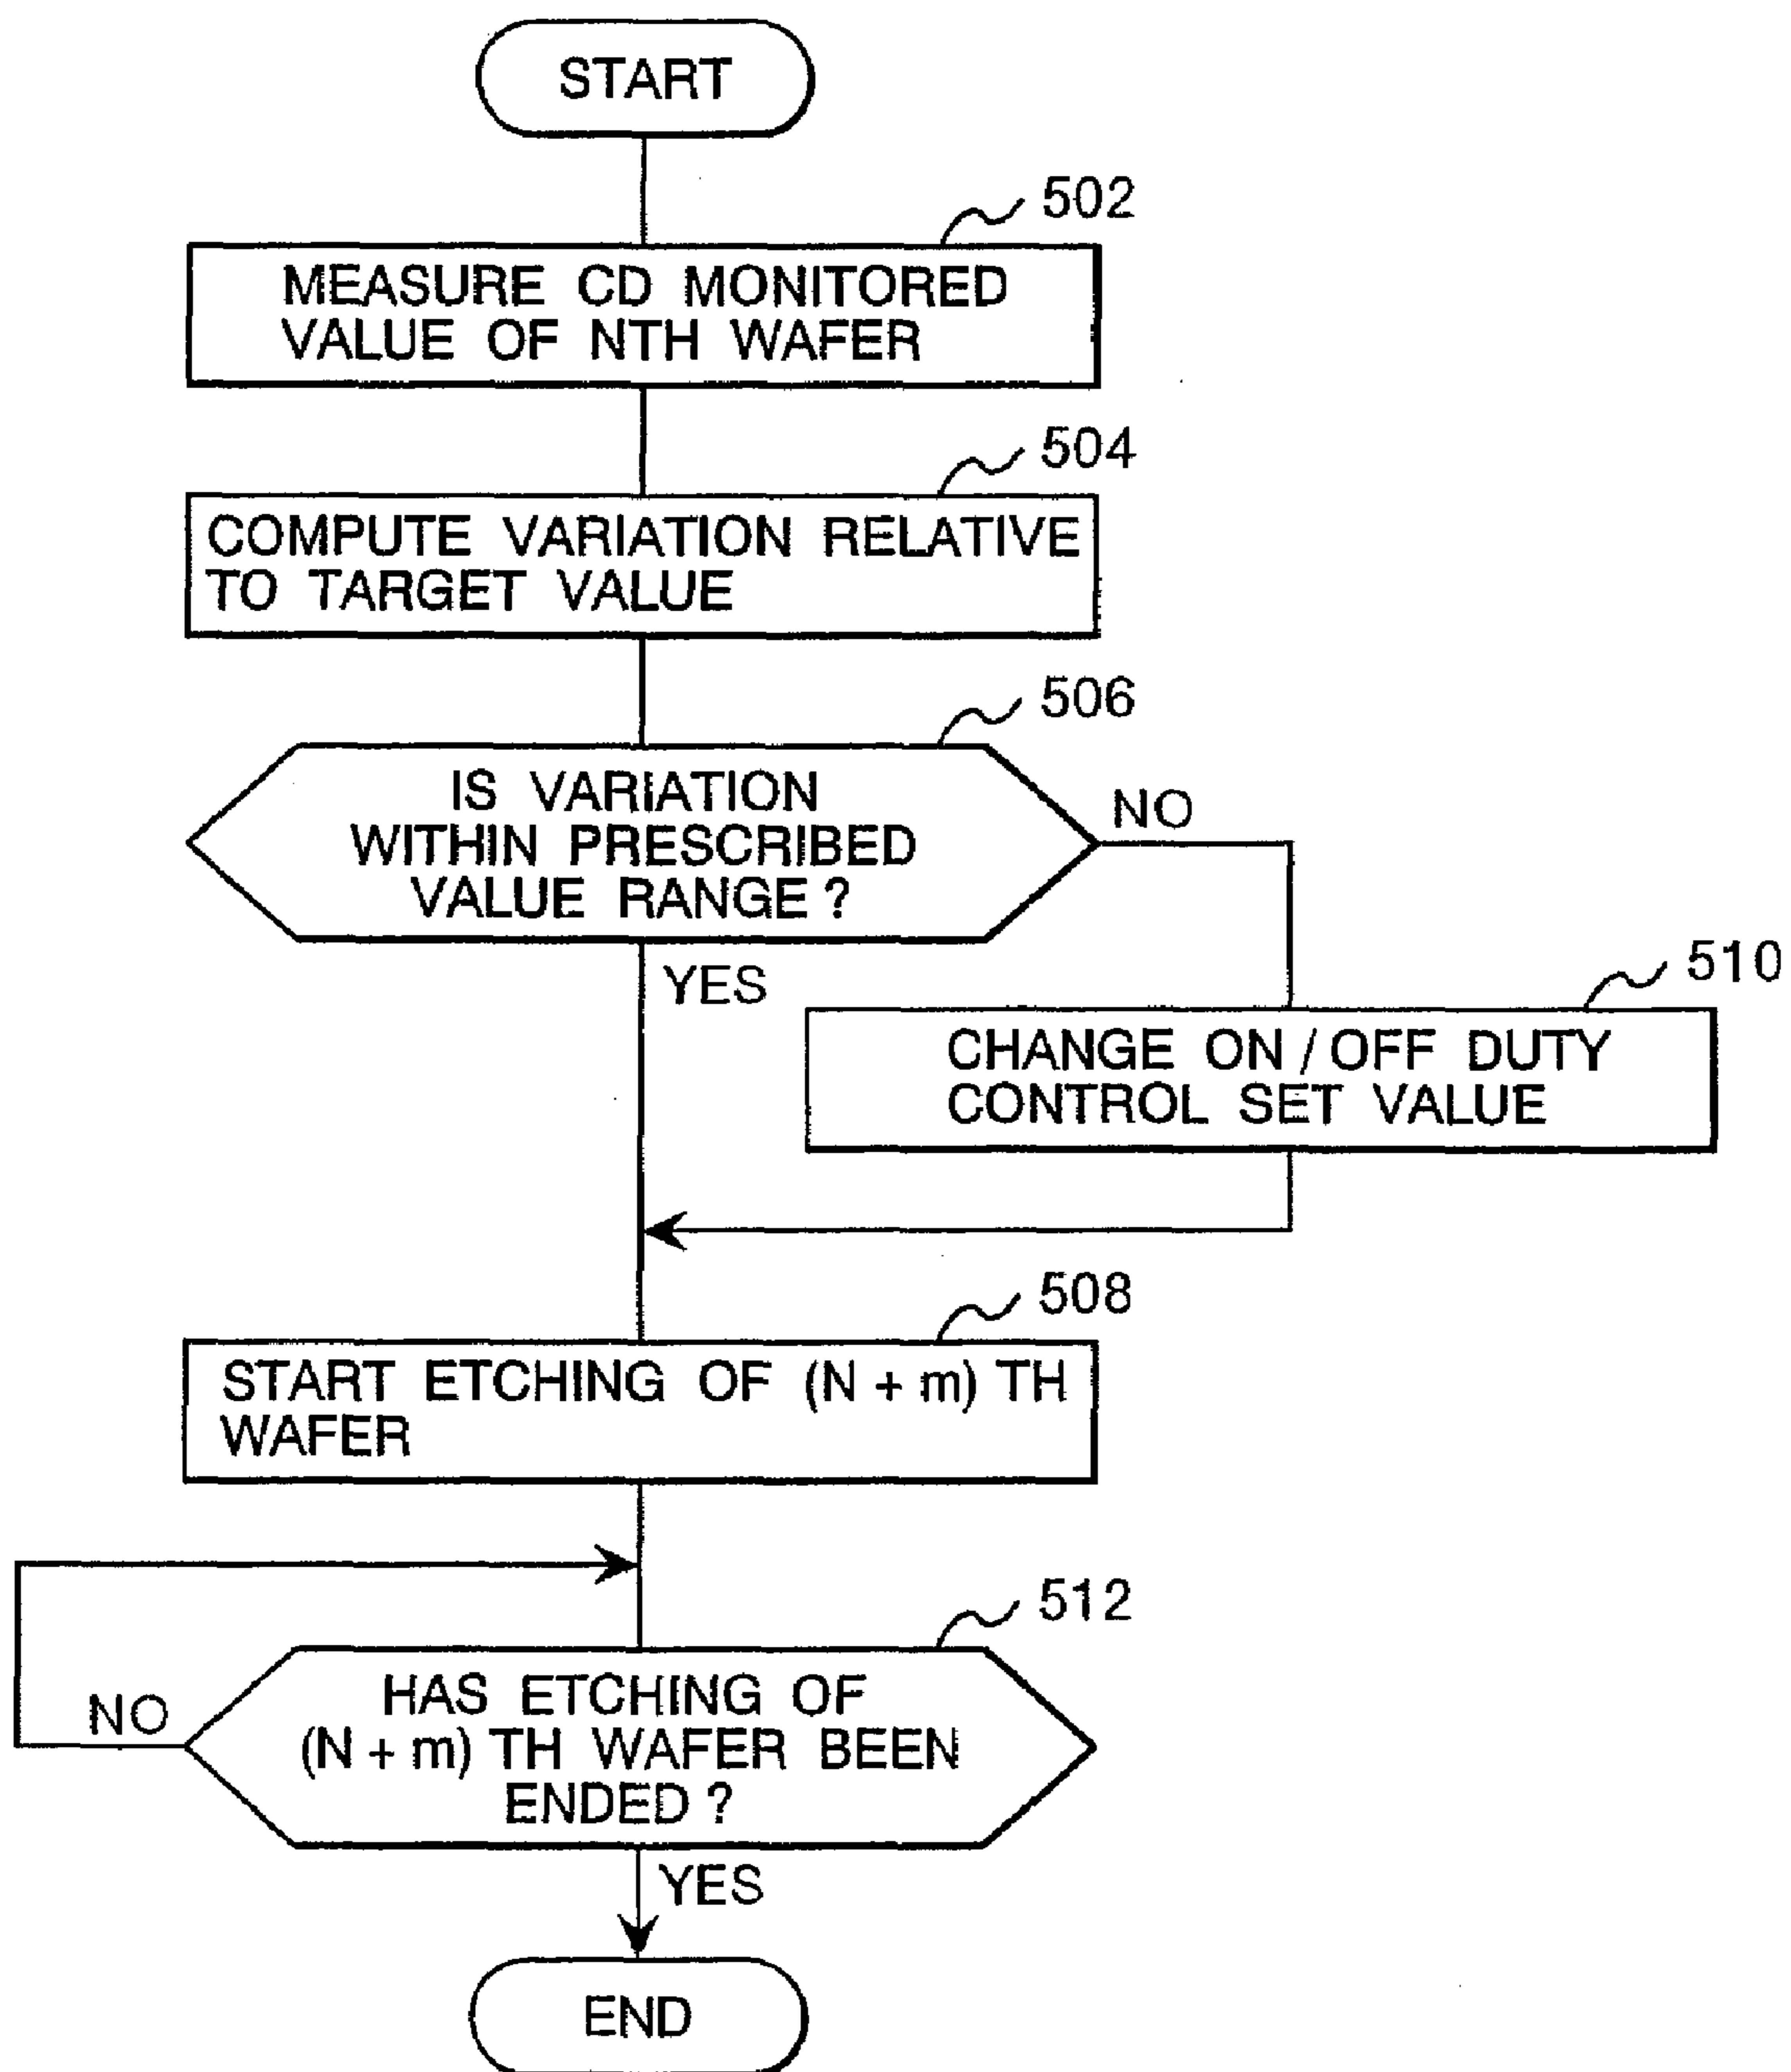 START
502
MEASURE CD MONITORED
VALUE OF NTH WAFER
504
COMPUTE VARIATION RELATIVE
TO TARGET VALUE
506
IS VARIATION
WITHIN PRESCRIBED
VALUE RANGE ?
NO
YES
510
CHANGE ON / OFF DUTY
CONTROL SET VALUE
508
START ETCHING OF (N + m) TH
WAFER
512
HAS ETCHING OF
(N + m) TH WAFER BEEN
ENDED ?
NO
YES
END